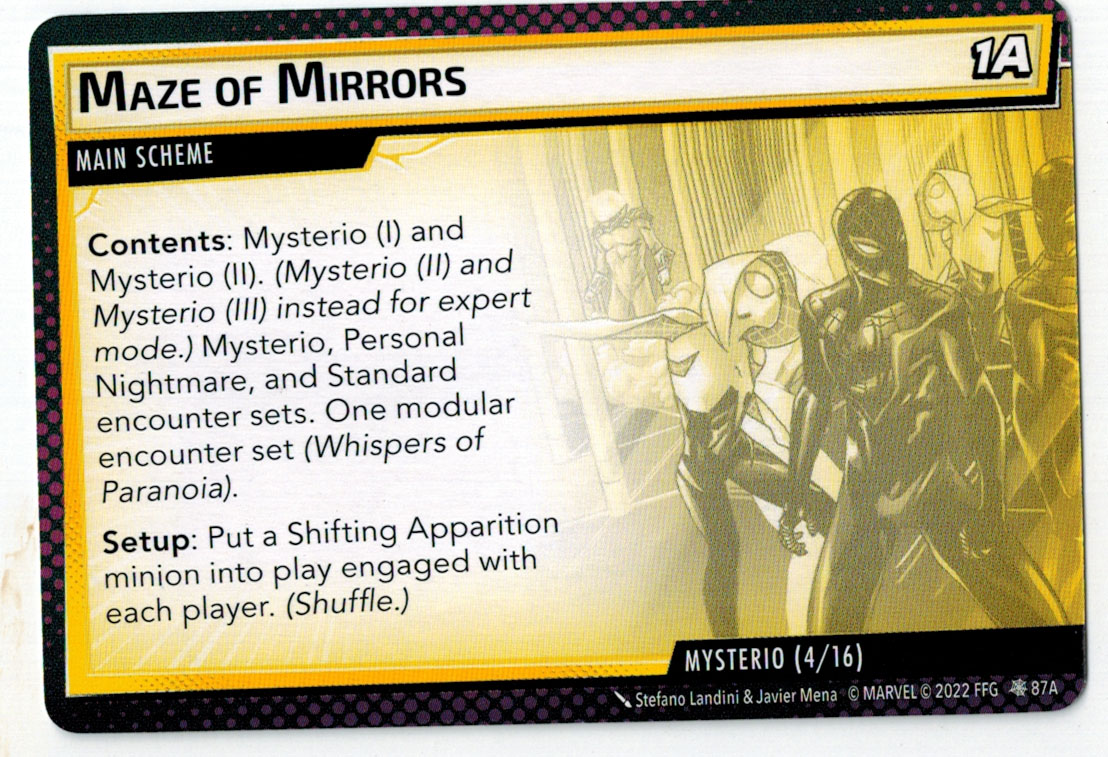 MAZE OF MIRRORS
1A
MAIN SCHEME
Contents: Mysterio (I) and
Mysterio (II). (Mysterio (II) and
Mysterio (III) instead for expert
mode.) Mysterio, Personal
Nightmare, and Standard
encounter sets. One modular
encounter set (Whispers of
Paranoia).
Setup: Put a Shifting Apparition
minion into play engaged with
each player. (Shuffle.)
MYSTERIO (4/16)
Stefano Landini & Javier Mena © MARVEL © 2022 FFG 87A